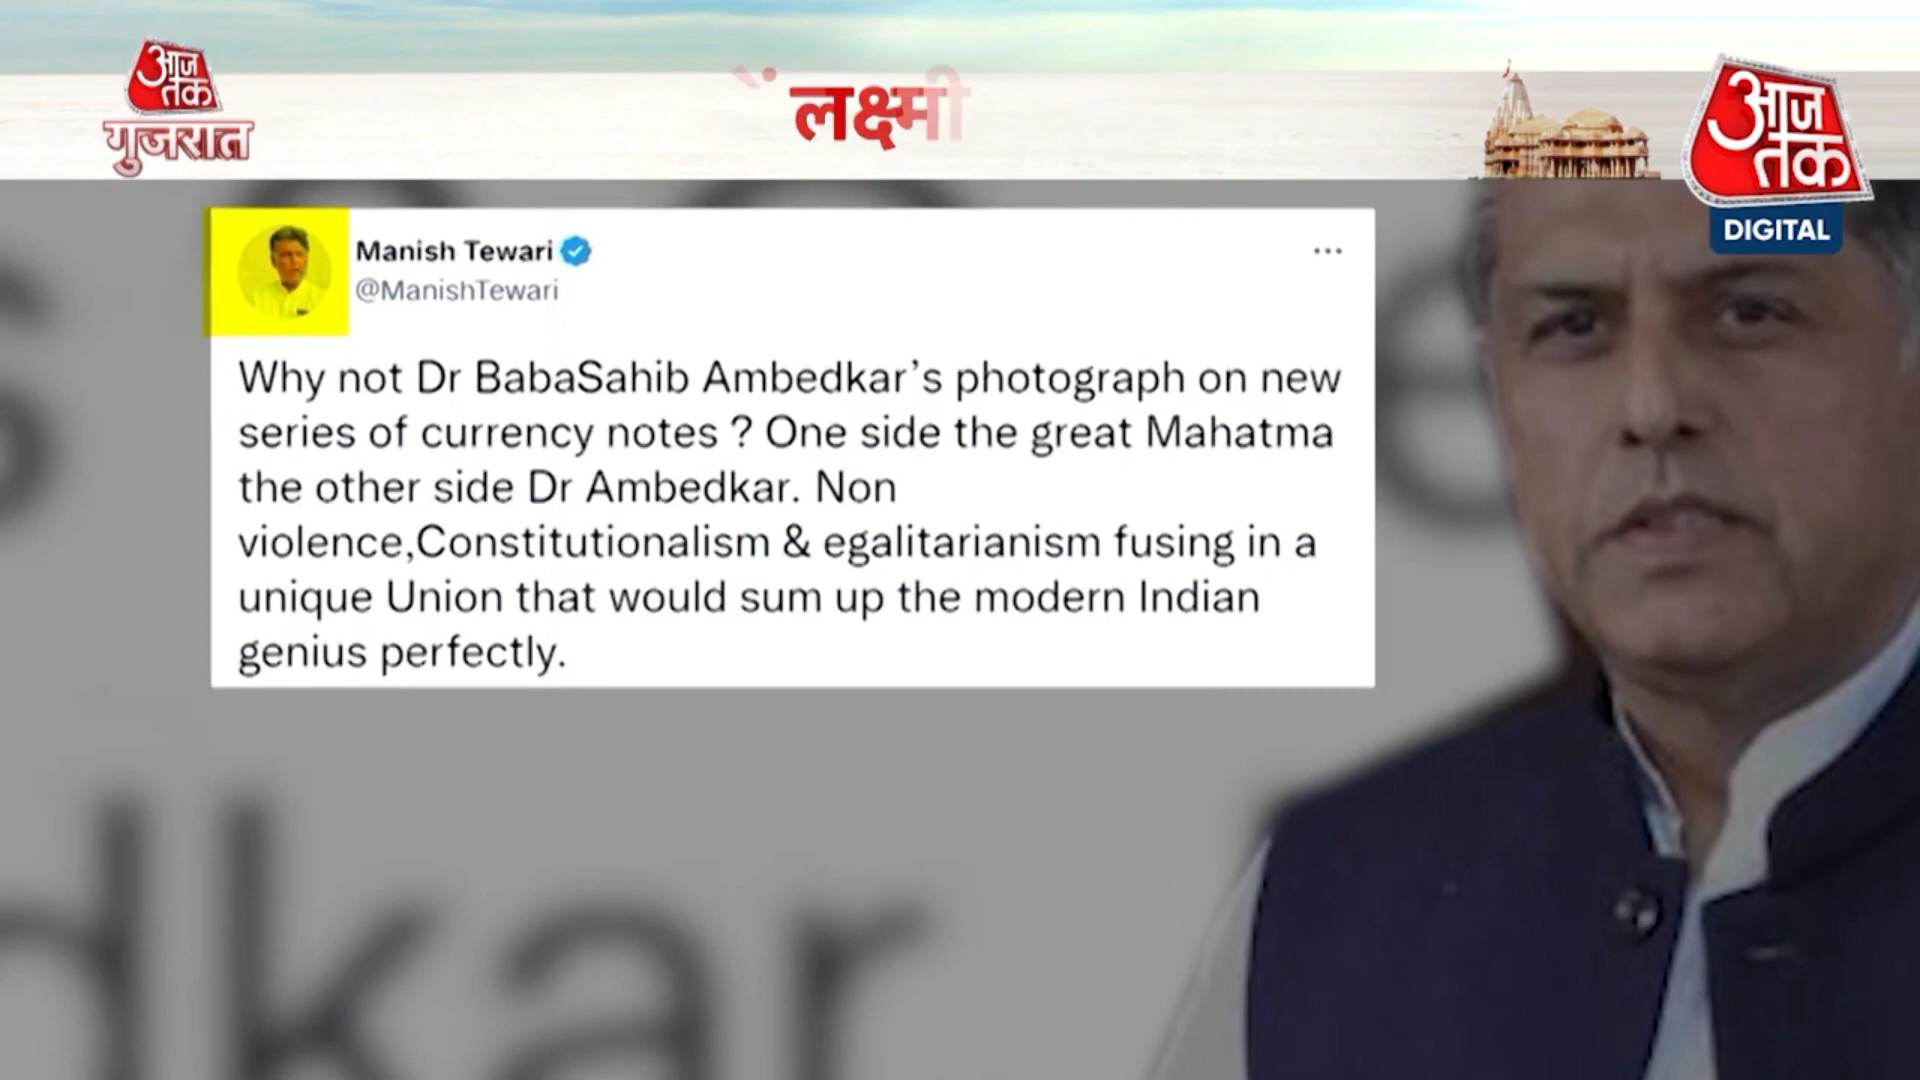 आज
तक
गुजरात
लक्ष्मी
आज
तक
DIGITAL
Manish Tewari
@ManishTewari
Why not Dr BabaSahib Ambedkar's photograph on new
series of currency notes ? One side the great Mahatma
the other side Dr Ambedkar. Non
violence,Constitutionalism & egalitarianism fusing in a
unique Union that would sum up the modern Indian
genius perfectly.
dkar